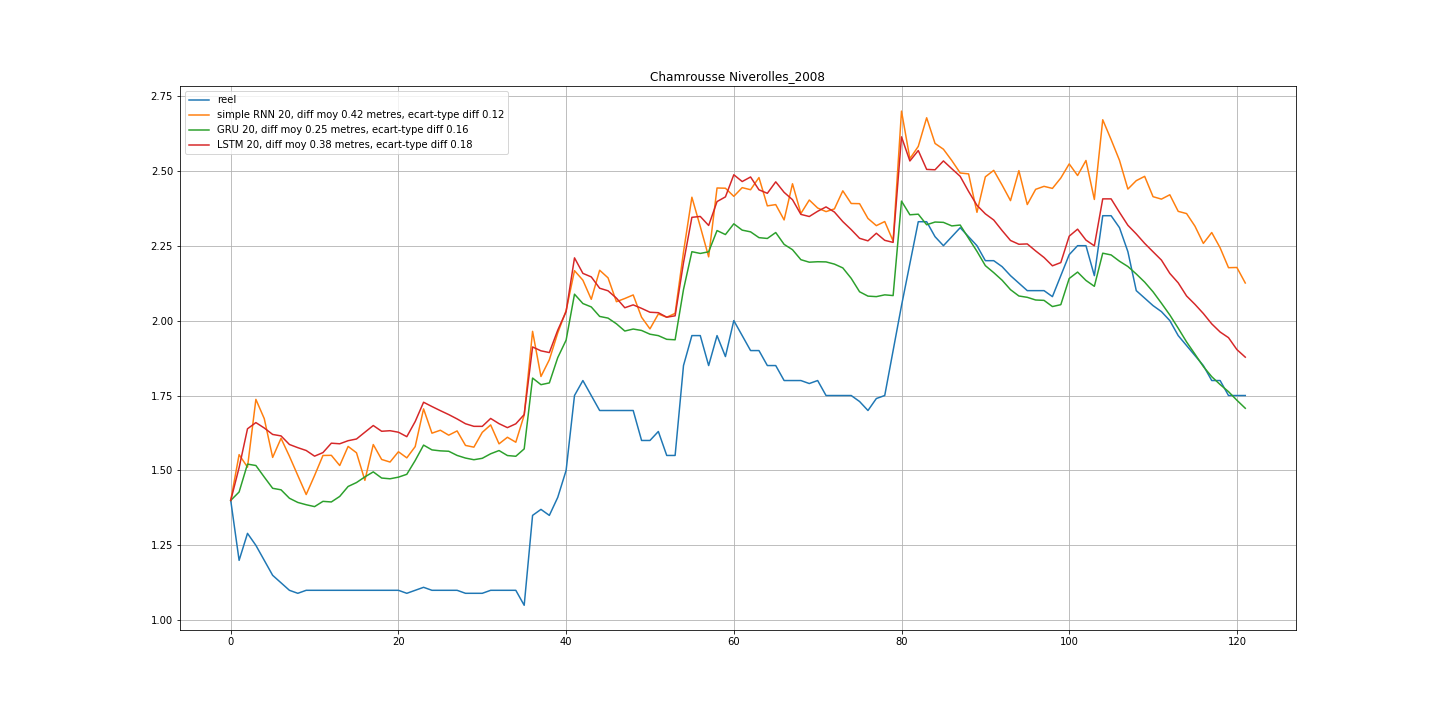 Chamrousse Niverolles_2008
reel
simple RNN 20, diff moy 0.42 metres, ecart-type diff 0.12
GRU 20, diff moy 0.25 metres, ecart-type diff 0.16
LSTM 20, diff moy 0.38 metres, ecart-type diff 0.18
2.75
2.50
2.25
2.00
1.75
1.50
1.25
1.00
0 20 40 60 80 100 120